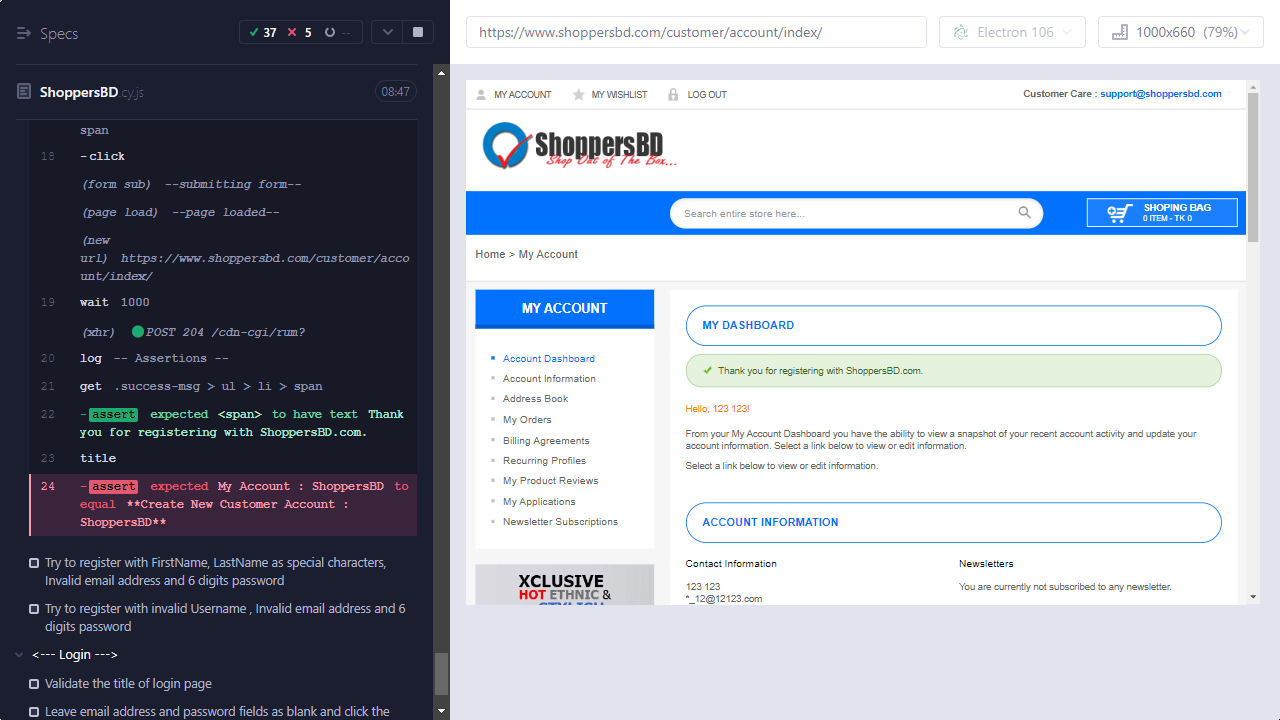 Specs
37 5 --
ShoppersBD.cy.js 08:47
span
18 -click
(form sub) --submitting form--
(page load) --page loaded--
(new
url) https://www.shoppersbd.com/customer/acco
unt/index/
19 wait 1000
(xhr) POST 204 /cdn-cgi/rum?
20 log -- Assertions --
21 get .success-msg > ul > li > span
22 -assert expected <span> to have text Thank
you for registering with ShoppersBD.com.
23 title
24 -assert expected My Account : ShoppersBD to
equal **Create New Customer Account :
ShoppersBD**
Try to register with FirstName, LastName as special characters,
Invalid email address and 6 digits password
Try to register with invalid Username , Invalid email address and 6
digits password
<--- Login --->
Validate the title of login page
Leave email address and password fields as blank and click the
https://www.shoppersbd.com/customer/account/index/
Electron 106
1000x660 (79%)
MY ACCOUNT MY WISHLIST LOG OUT
Customer Care : support@shoppersbd.com
ShoppersBD
Shop Out of The Box...
Search entire store here...
SHOPING BAG
0 ITEM - TK 0
Home > My Account
MY ACCOUNT
Account Dashboard
Account Information
Address Book
My Orders
Billing Agreements
Recurring Profiles
My Product Reviews
My Applications
Newsletter Subscriptions
XCLUSIVE
HOT ETHNIC &
STYLISH
MY DASHBOARD
Thank you for registering with ShoppersBD.com.
Hello, 123 123!
From your My Account Dashboard you have the ability to view a snapshot of your recent account activity and update your
account information. Select a link below to view or edit information.
Select a link below to view or edit information.
ACCOUNT INFORMATION
Contact Information
123 123
*_12@12123.com
Newsletters
You are currently not subscribed to any newsletter.